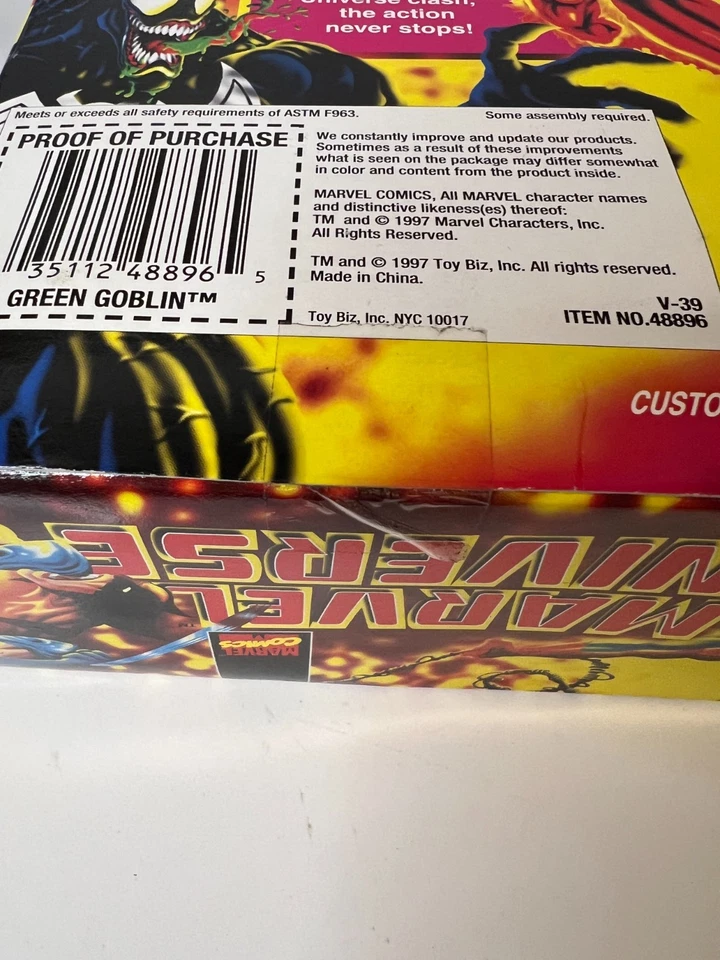 Universe clash,
the action
never stops!
Meets or exceeds all safety requirements of ASTM F963.
Some assembly required.
PROOF OF PURCHASE
35112 48896 5
GREEN GOBLIN™
We constantly improve and update our products.
Sometimes as a result of these improvements
what is seen on the package may differ somewhat
in color and content from the product inside.
MARVEL COMICS, All MARVEL character names
and distinctive likeness(es) thereof:
TM and © 1997 Marvel Characters, Inc.
All Rights Reserved.
TM and © 1997 Toy Biz, Inc. All rights reserved.
Made in China.
Toy Biz, Inc. NYC 10017
V-39
ITEM NO.48896
CUSTO
MARVEL™
NIVERSE
MARVEL
COMICS